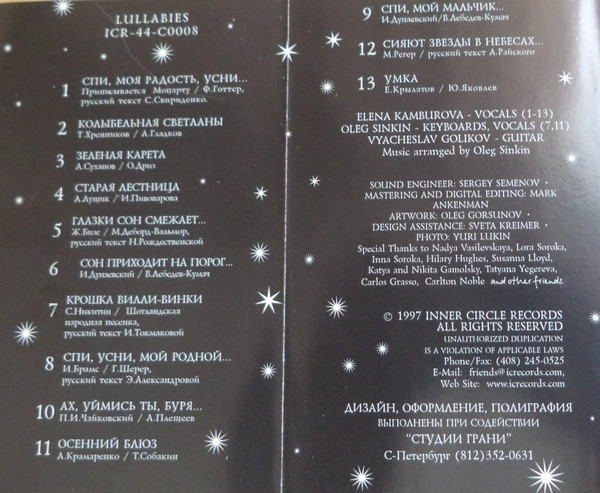 LULLABIES
ICR-44-C0008
1 СПИ, МОЯ РАДОСТЬ, УСНИ...
Приписывается Моцарту / Ф.Готтер,
русский текст С.Свириденко.
2 КОЛЫБЕЛЬНАЯ СВЕТЛАНЫ
Т.Хренников / А.Гладков
3 ЗЕЛЕНАЯ КАРЕТА
А.Суханов / О.Дриз
4 СТАРАЯ ЛЕСТНИЦА
А.Луцик / И.Пивоварова
5 ГЛАЗКИ СОН СМЕЖАЕТ...
Ж.Бизе / М.Деборд-Вальмор,
русский текст Н.Рождественской
6 СОН ПРИХОДИТ НА ПОРОГ...
И.Дунаевский / В.Лебедев-Кумач
7 КРОШКА ВИЛЛИ-ВИНКИ
С.Никитин / Шотландская
народная песенка,
русский текст И.Токмаковой
8 СПИ, УСНИ, МОЙ РОДНОЙ...
И.Брамс / Г.Шерер,
русский текст Э.Александровой
10 АХ, УЙМИСЬ ТЫ, БУРЯ...
П.И.Чайковский / А.Плещеев
11 ОСЕННИЙ БЛЮЗ
А.Крамаренко / Т.Собакин
9 СПИ, МОЙ МАЛЬЧИК...
И.Дунаевский/В.Лебедев-Кумач
12 СИЯЮТ ЗВЕЗДЫ В НЕБЕСАХ...
М.Регер / русский текст А.Райского
13 УМКА
Е.Крылатов / Ю.Яковлев
ELENA KAMBUROVA - VOCALS (1-13)
OLEG SINKIN - KEYBOARDS, VOCALS (7,11)
VYACHESLAV GOLIKOV - GUITAR
Music arranged by Oleg Sinkin
SOUND ENGINEER: SERGEY SEMENOV •
MASTERING AND DIGITAL EDITING: MARK
ANKENMAN
ARTWORK: OLEG GORSUNOV •
DESIGN ASSISTANCE: SVETA KREIMER •
PHOTO: YURI LUKIN
Special Thanks to Nadya Vasilevskaya, Lora Soroka,
Inna Soroka, Hilary Hughes, Susanna Lloyd,
Katya and Nikita Gamolsky, Tatyana Yegereva,
Carlos Grasso, Carlton Noble and other friends.
© 1997 INNER CIRCLE RECORDS
ALL RIGHTS RESERVED
UNAUTHORIZED DUPLICATION
IS A VIOLATION OF APPLICABLE LAWS
Phone/Fax: (408) 245-0525
E-Mail: friends@icrecords.com,
Web Site: www.icrecords.com
ДИЗАЙН, ОФОРМЛЕНИЕ, ПОЛИГРАФИЯ
ВЫПОЛНЕНЫ ПРИ СОДЕЙСТВИИ
"СТУДИИ ГРАНИ"
С-Петербург (812)352-0631